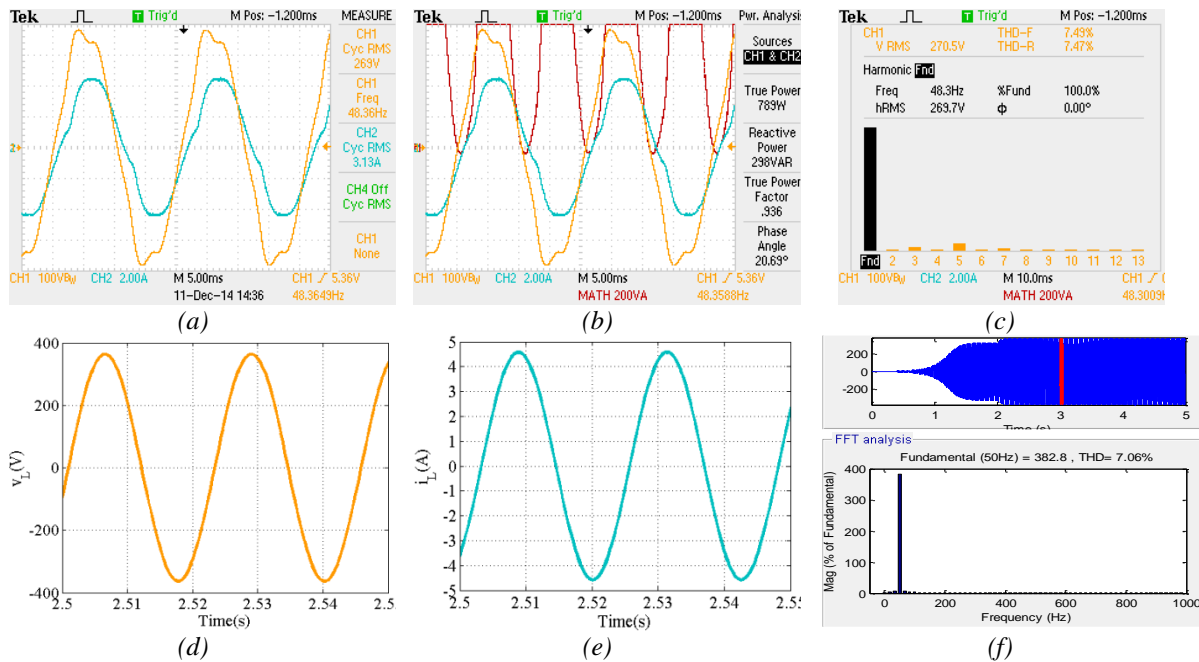 Tek T Trig'd M Pos: -1.200ms MEASURE
CH1
Cyc RMS
269V
CH1
Freq
48.36Hz
CH2
Cyc RMS
3.13A
CH4 Off
Cyc RMS
CH1
None
2
CH1 100VBW CH2 2.00A M 5.00ms CH1 5.36V
11-Dec-14 14:36 48.3649Hz
(a)
Tek T Trig'd M Pos: -1.200ms Pwr. Analysis
Sources
CH1 & CH2
True Power
789W
Reactive
Power
298VAR
True Power
Factor
.936
Phase
Angle
20.69°
CH1 100VBW CH2 2.00A M 5.00ms CH1 5.36V
MATH 200VA 48.3588Hz
(b)
Tek T Trig'd M Pos: -1.200ms
CH1 THD-F 7.49%
V RMS 270.5V THD-R 7.47%
Harmonic Fnd
Freq 48.3Hz %Fund 100.0%
hRMS 269.7V Φ 0.00°
Fnd 2 3 4 5 6 7 8 9 10 11 12 13
CH1 100VBW CH2 2.00A M 10.0ms CH1
MATH 200VA 48.3009H
(c)
400
200
0
-200
-400
2.5 2.51 2.52 2.53 2.54 2.5
vL(V)
Time(s)
(d)
5
4
3
2
1
0
-1
-2
-3
-4
-5
2.5 2.51 2.52 2.53 2.54 2.55
iL(A)
Time(s)
(e)
200
0
-200
0 1 2 3 4 5
Time (s)
FFT analysis
Fundamental (50Hz) = 382.8 , THD= 7.06%
400
300
200
100
0
0 200 400 600 800 1000
Mag (% of Fundamental)
Frequency (Hz)
(f)